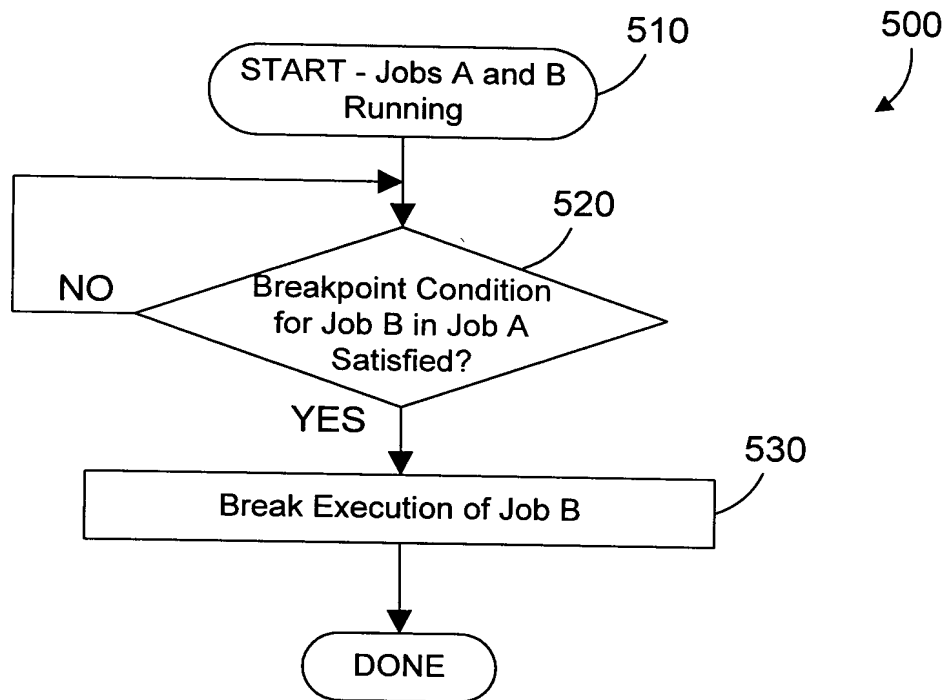 510
500
START - Jobs A and B
Running
520
NO
Breakpoint Condition
for Job B in Job A
Satisfied?
YES
530
Break Execution of Job B
DONE